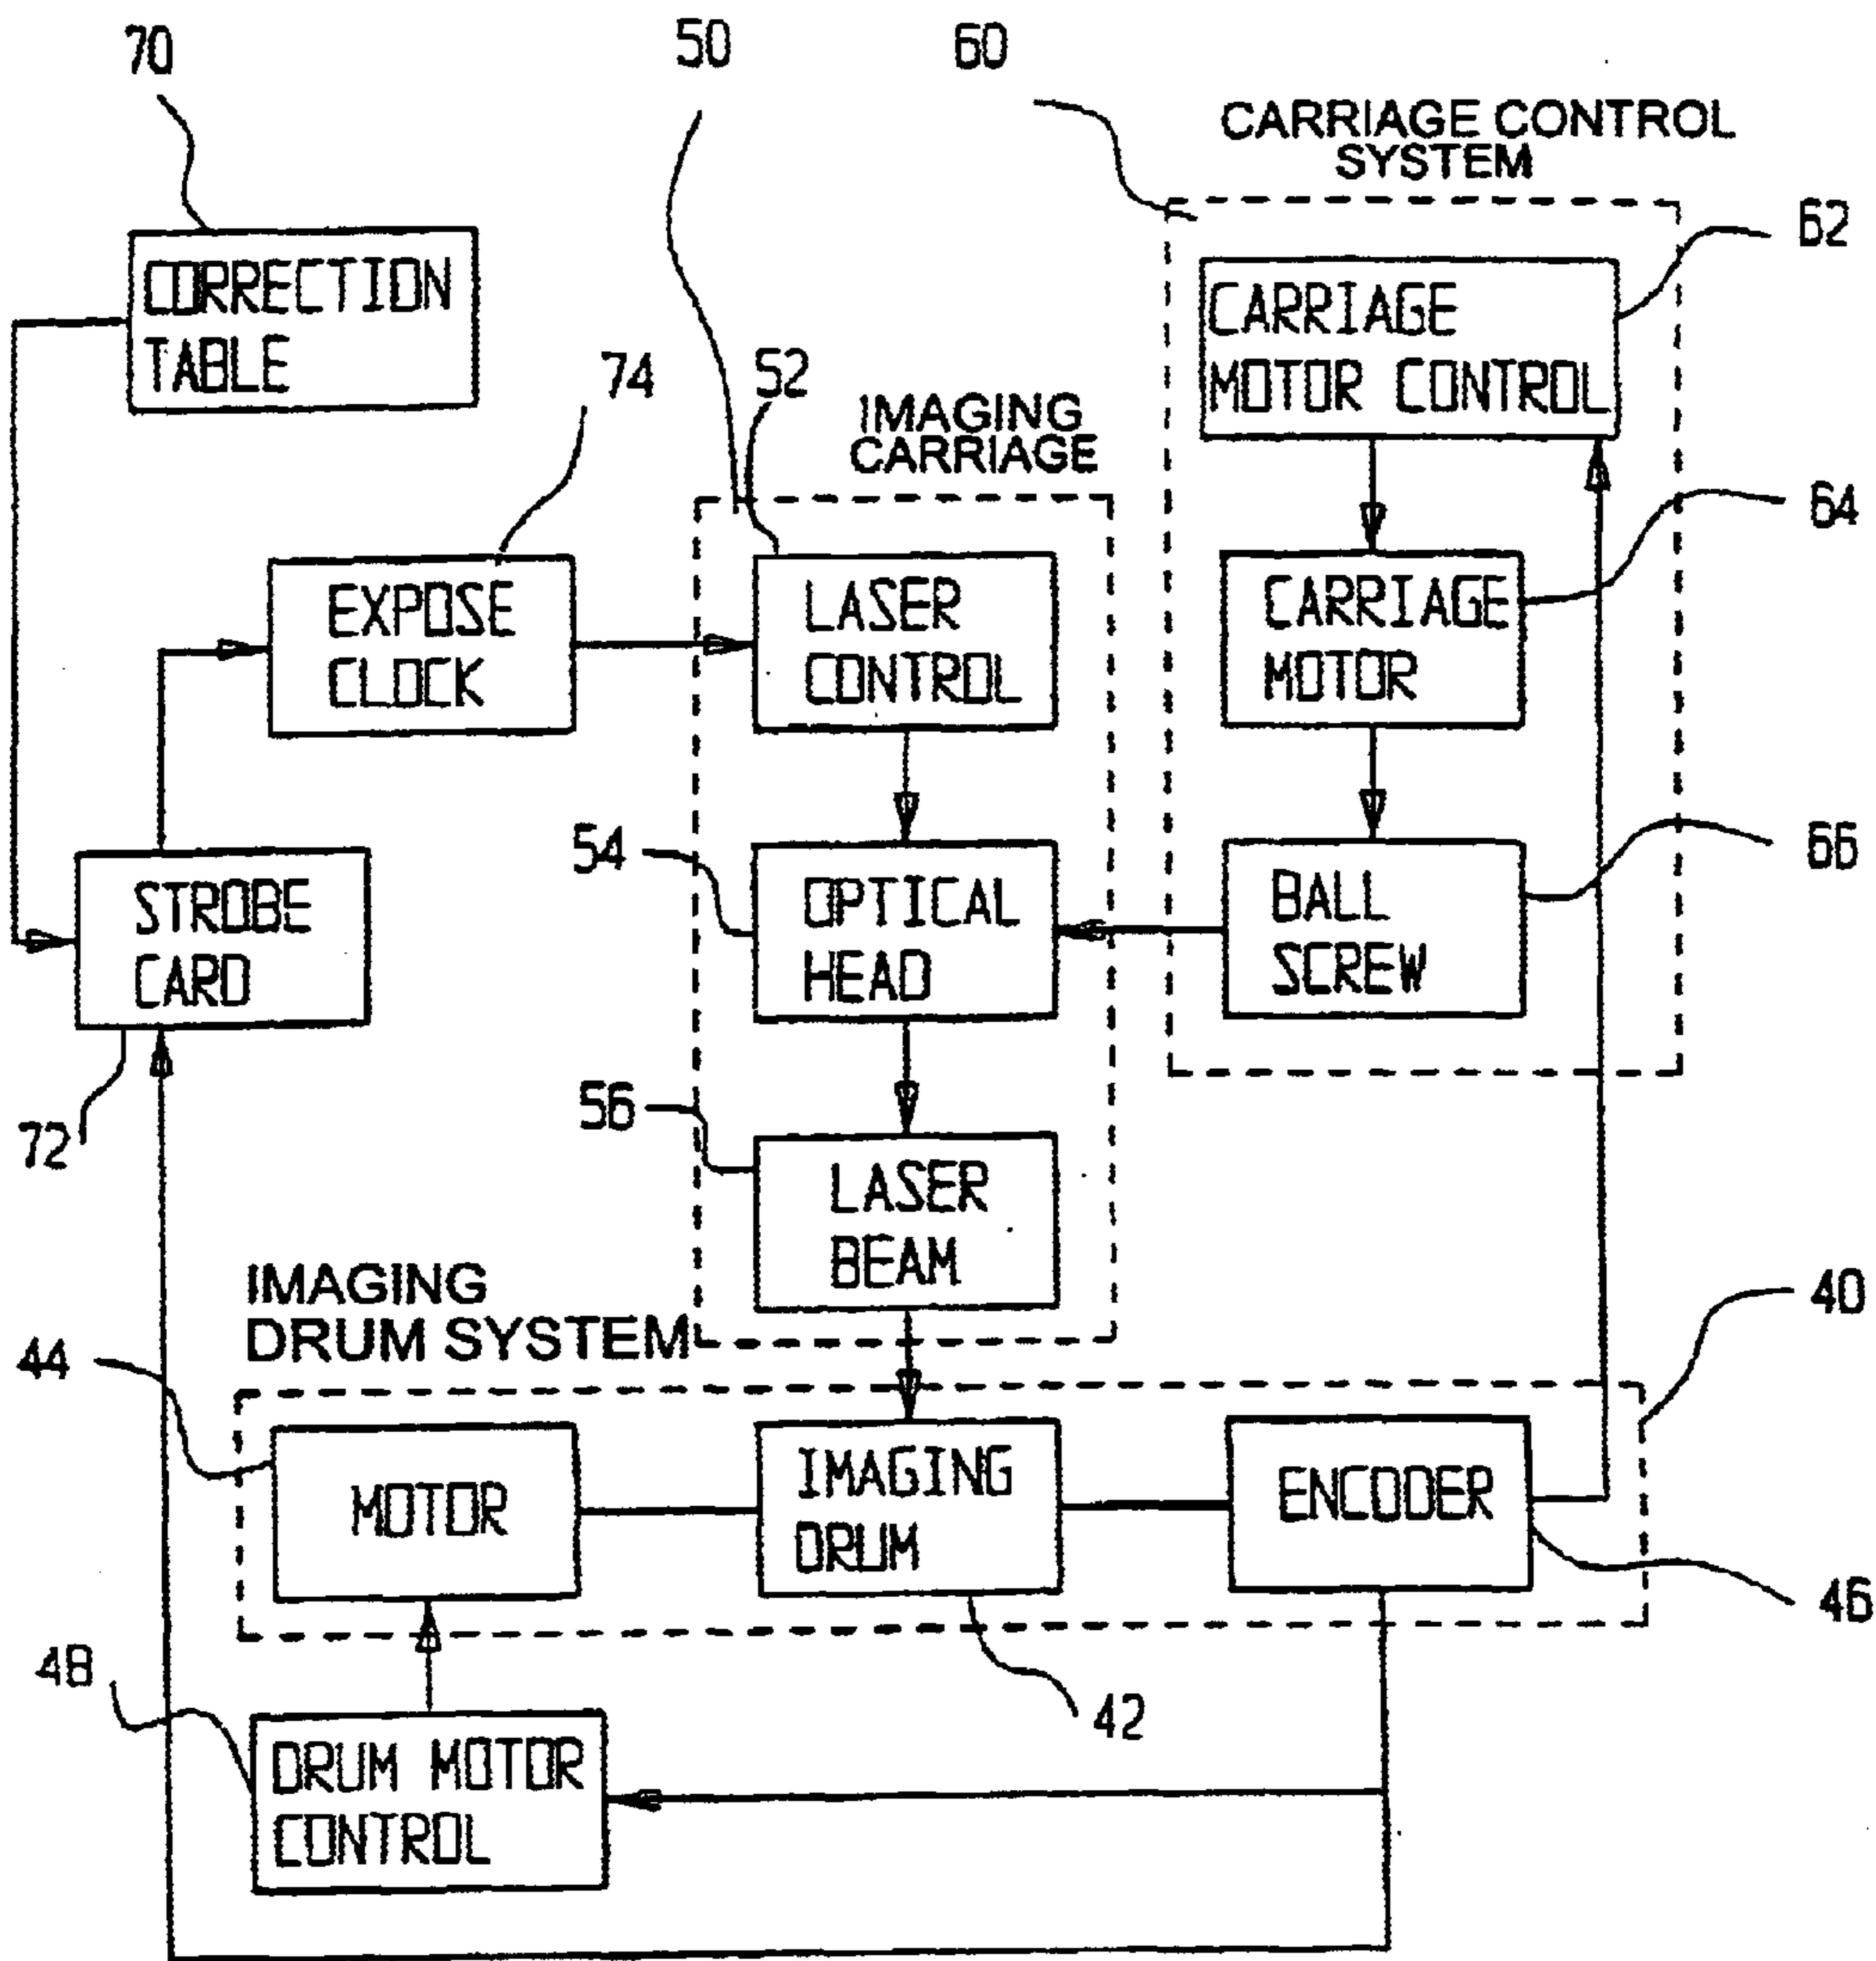 70
50
60
CARRIAGE CONTROL
SYSTEM
62
CORRECTION
TABLE
CARRIAGE
MOTOR CONTROL
74
52
IMAGING
CARRIAGE
64
EXPOSE
CLOCK
LASER
CONTROL
CARRIAGE
MOTOR
54
66
STROBE
CARD
OPTICAL
HEAD
BALL
SCREW
72
56
LASER
BEAM
IMAGING
DRUM SYSTEM
40
44
MOTOR
IMAGING
DRUM
ENCODER
46
48
42
DRUM MOTOR
CONTROL